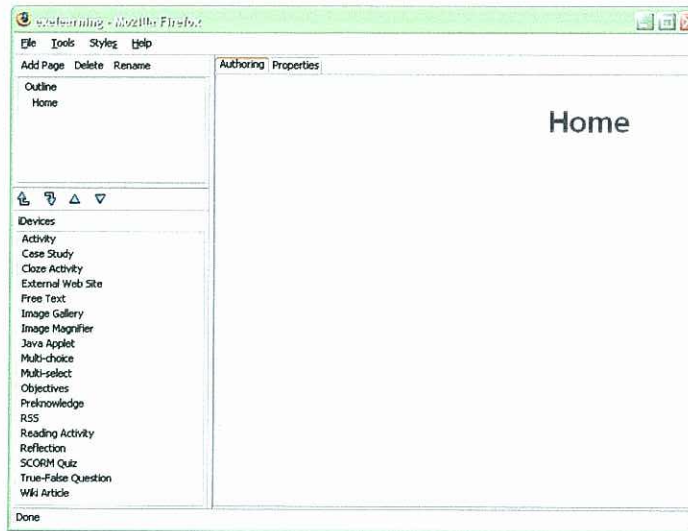 exelearning - Mozilla Firefox
File Tools Styles Help
Add Page Delete Rename
Outline
Home
iDevices
Activity
Case Study
Cloze Activity
External Web Site
Free Text
Image Gallery
Image Magnifier
Java Applet
Multi-choice
Multi-select
Objectives
Preknowledge
RSS
Reading Activity
Reflection
SCORM Quiz
True-False Question
Wiki Article
Done
Authoring Properties
Home